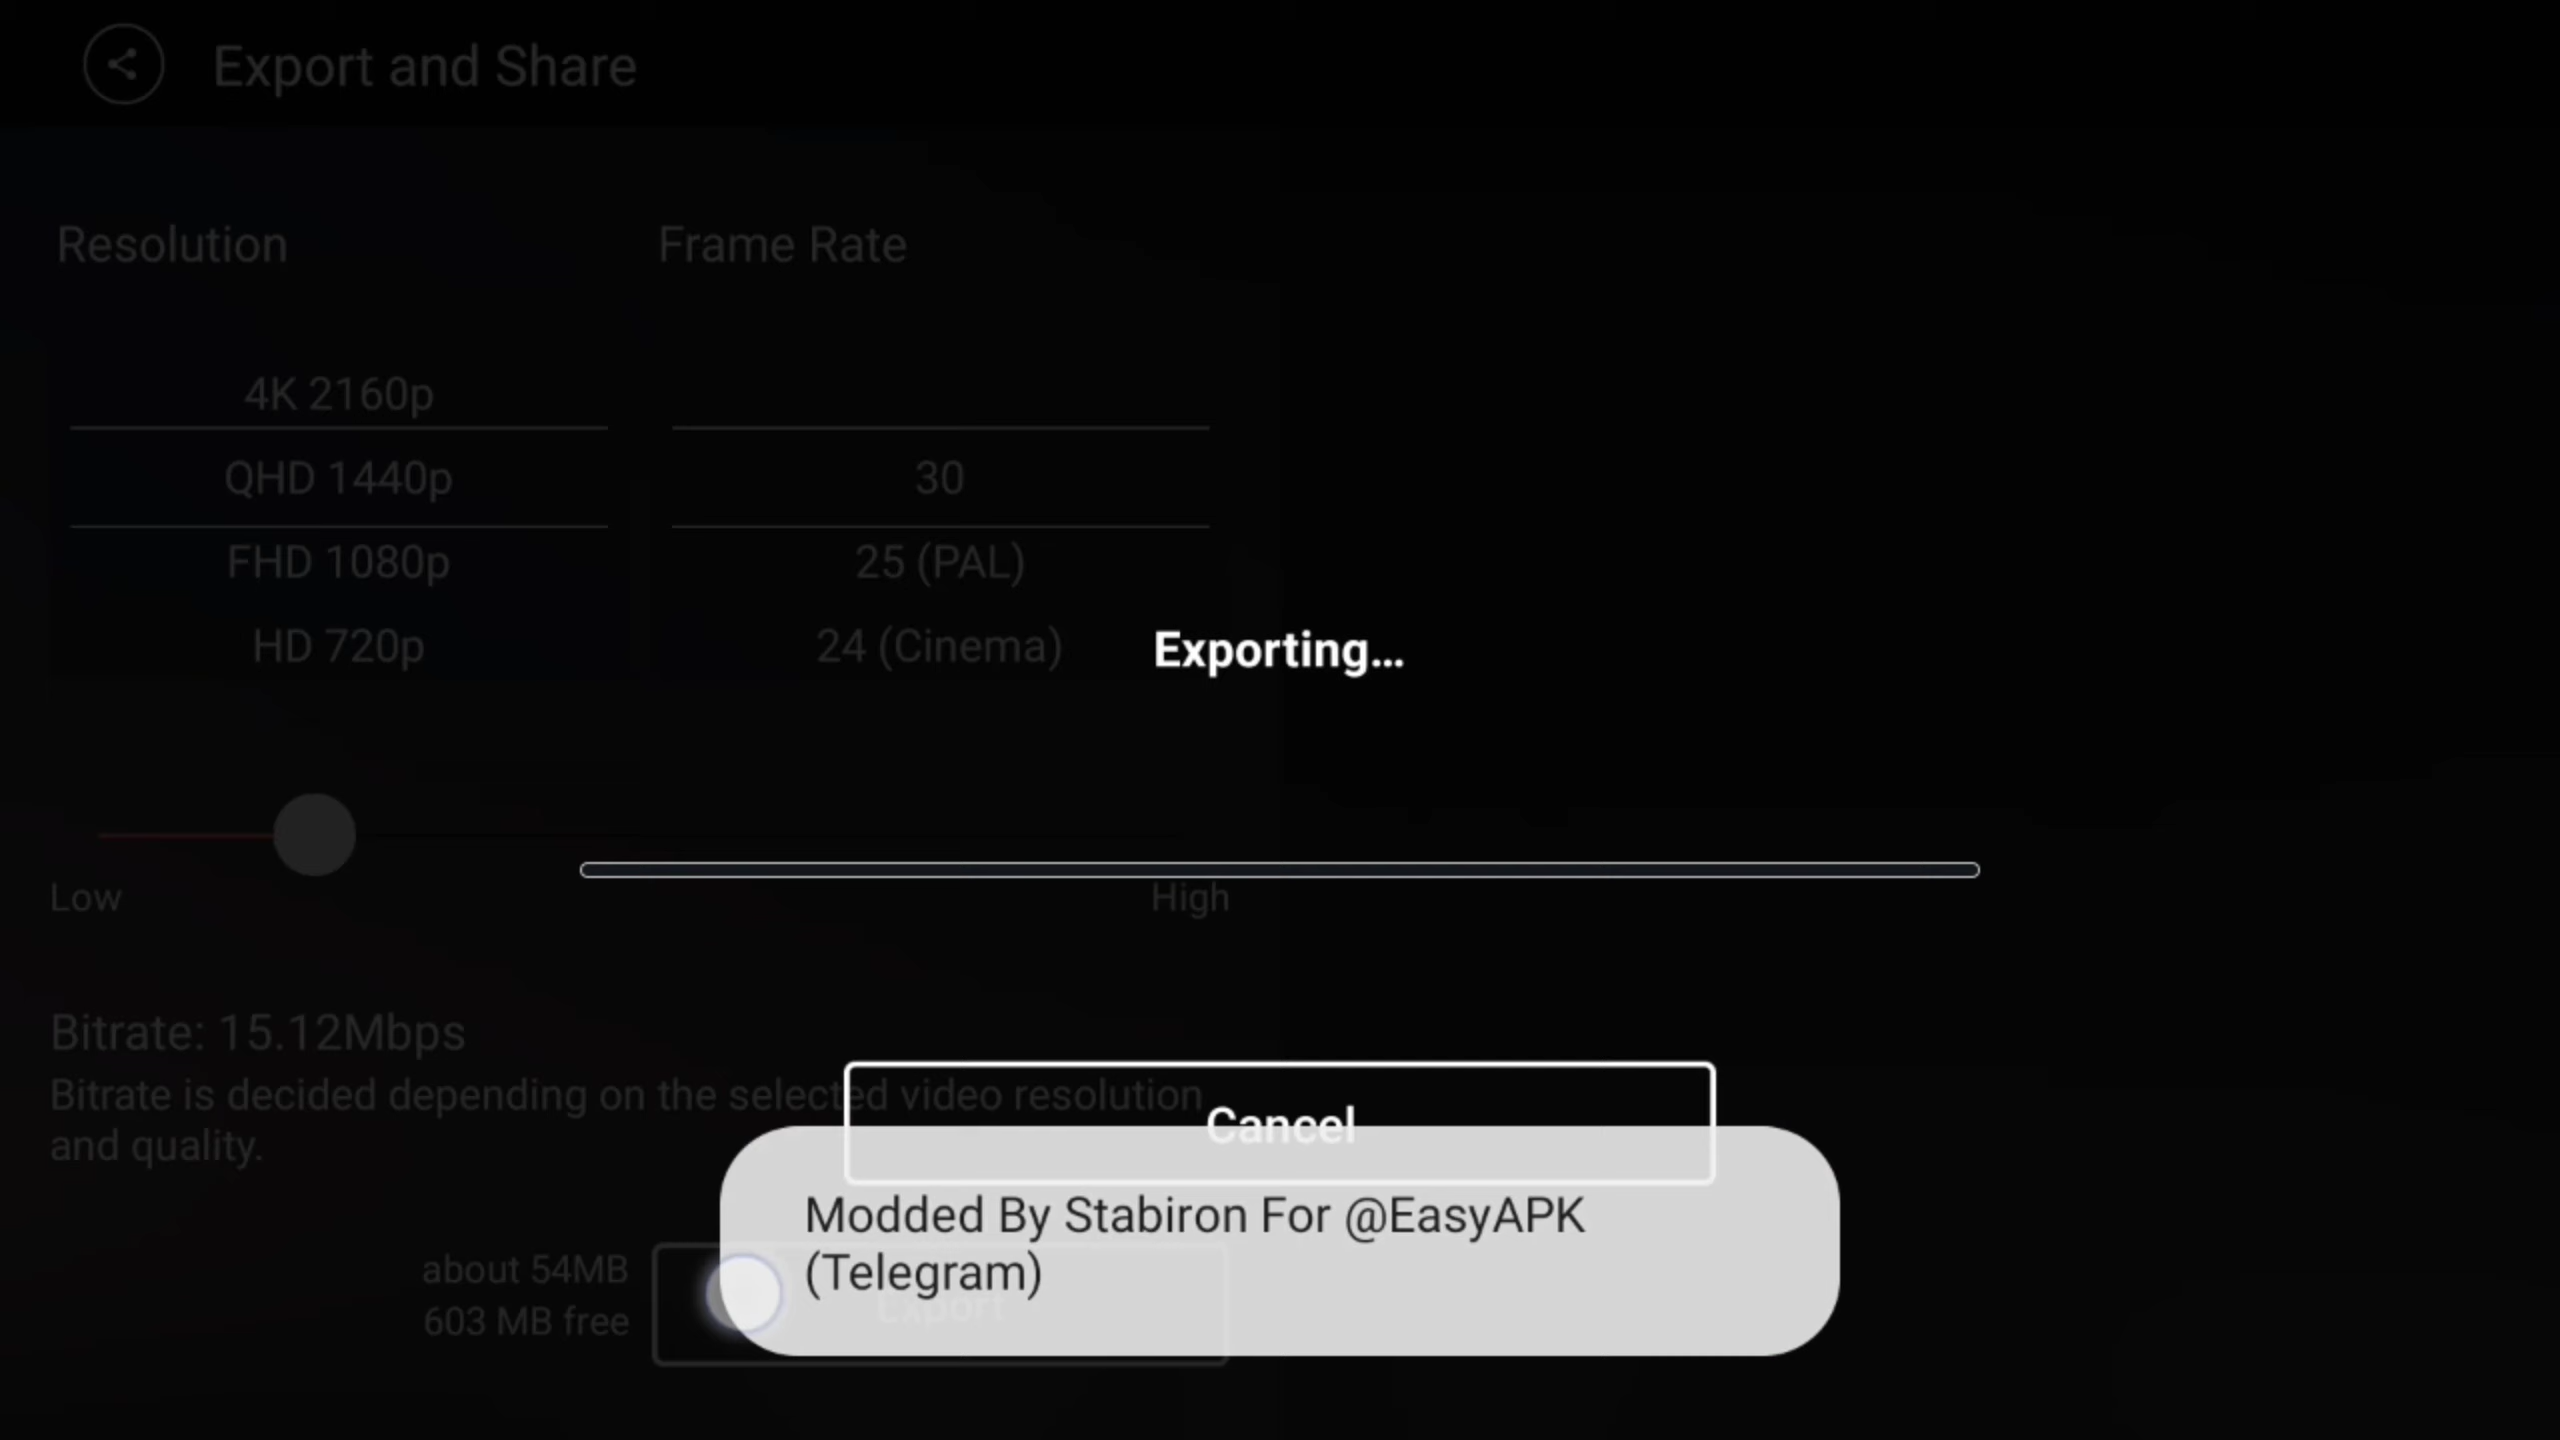 Export and Share
Resolution
Frame Rate
4K 2160p
QHD 1440p
30
FHD 1080p
25 (PAL)
HD 720p
24 (Cinema)
Exporting...
Low
High
Bitrate: 15.12Mbps
Bitrate is decided depending on the selected video resolution
and quality.
Cancel
Modded By Stabiron For @EasyAPK
(Telegram)
about 54MB
603 MB free
Export